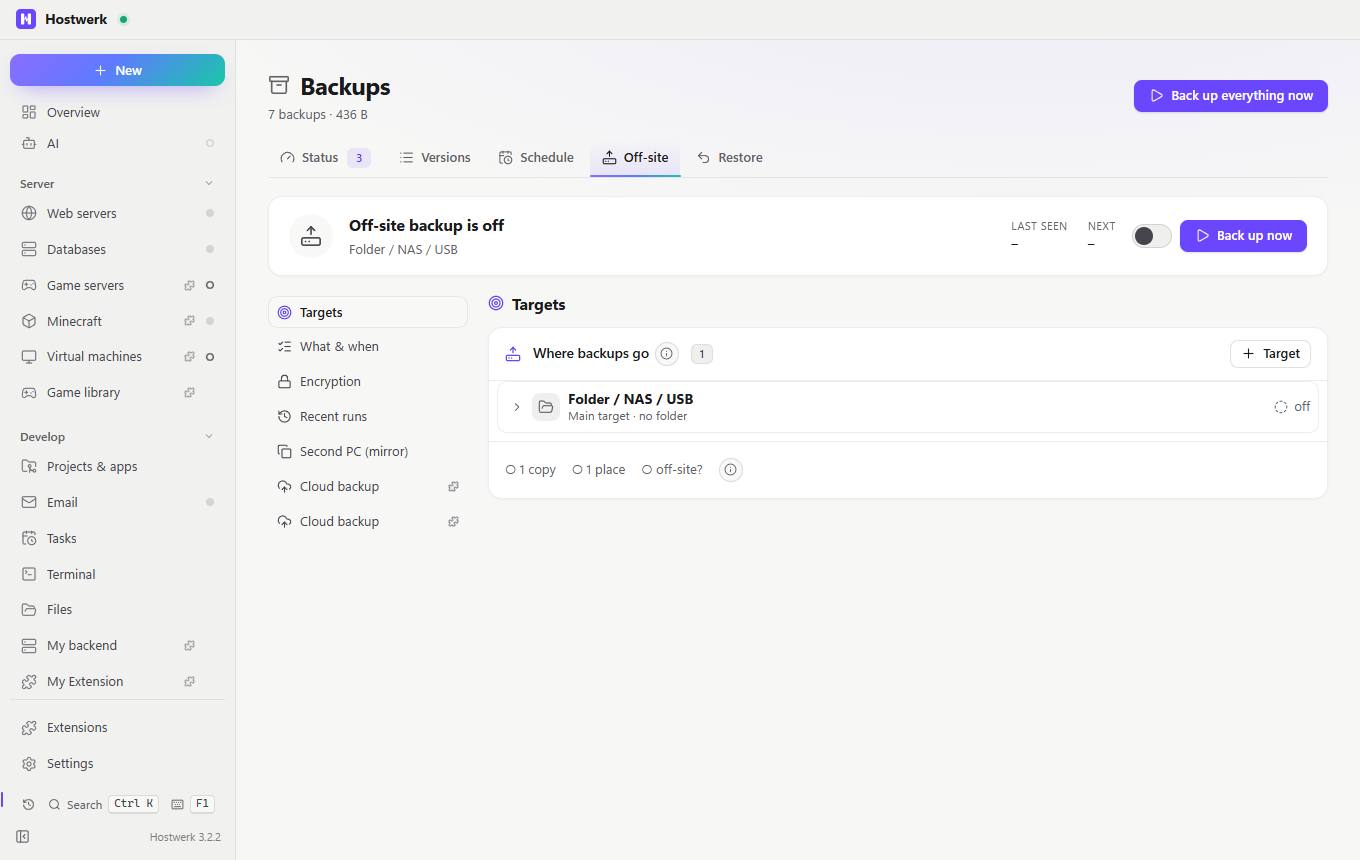 Hostwerk
New
Overview
AI
Server
Web servers
Databases
Game servers
Minecraft
Virtual machines
Game library
Develop
Projects & apps
Email
Tasks
Terminal
Files
My backend
My Extension
Extensions
Settings
Search Ctrl K F1
Hostwerk 3.2.2
Backups
7 backups · 436 B
Back up everything now
Status 3 Versions Schedule Off-site Restore
Off-site backup is off
Folder / NAS / USB
LAST SEEN NEXT
– –
Back up now
Targets
What & when
Encryption
Recent runs
Second PC (mirror)
Cloud backup
Cloud backup
Targets
Where backups go 1 Target
Folder / NAS / USB
Main target · no folder
off
1 copy 1 place off-site?